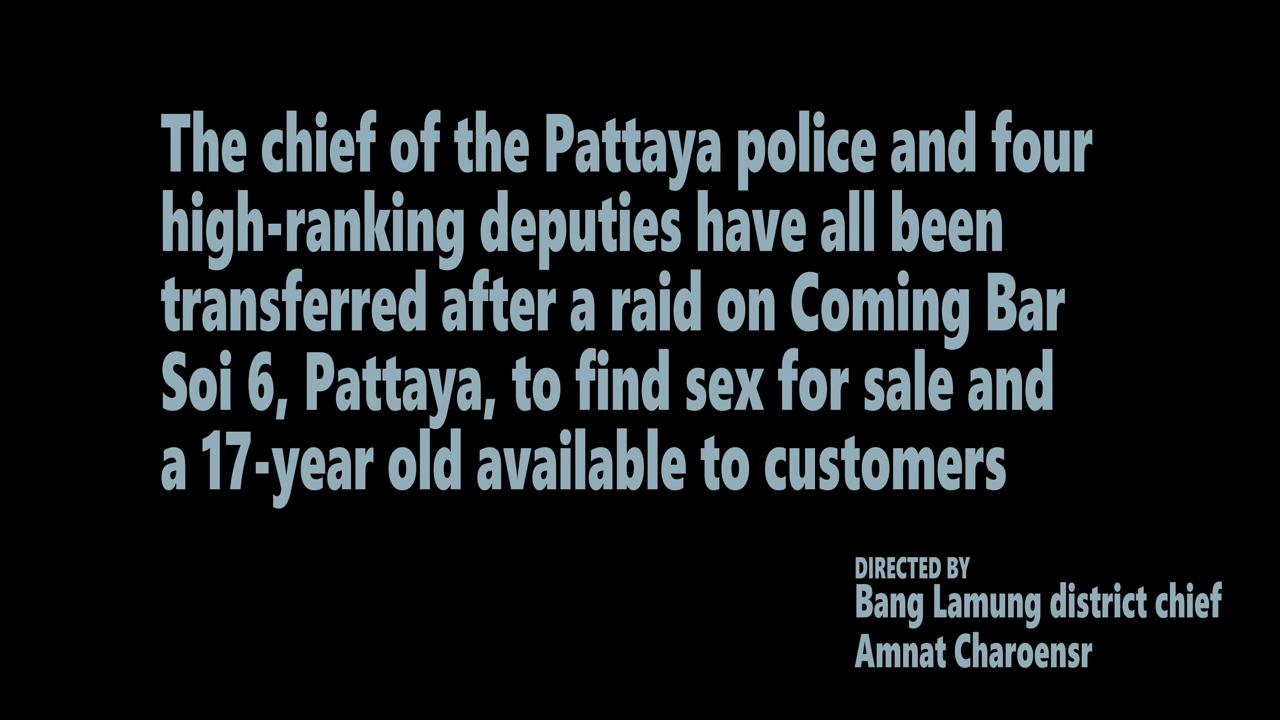 The chief of the Pattaya police and four
high-ranking deputies have all been
transferred after a raid on Coming Bar
Soi 6, Pattaya, to find sex for sale and
a 17-year old available to customers
DIRECTED BY
Bang Lamung district chief
Amnat Charoensr